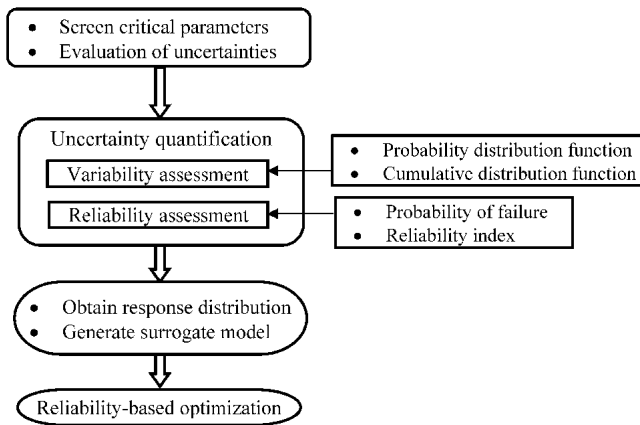 • Screen critical parameters
• Evaluation of uncertainties
Uncertainty quantification
Variability assessment
• Probability distribution function
• Cumulative distribution function
Reliability assessment
• Probability of failure
• Reliability index
• Obtain response distribution
• Generate surrogate model
Reliability-based optimization